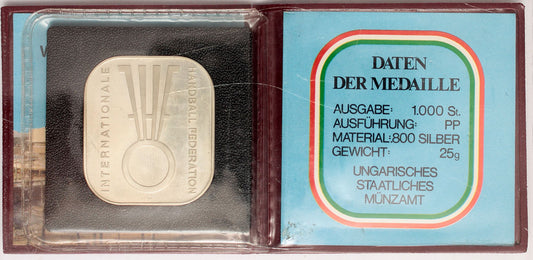 INTERNATIONALE
IHF
HANDBALL FEDERATION
DATEN
DER MEDAILLE
AUSGABE: 1.000 St.
AUSFÜHRUNG: PP
MATERIAL:800 SILBER
GEWICHT: 25g
UNGARISCHES
STAATLICHES
MÜNZAMT